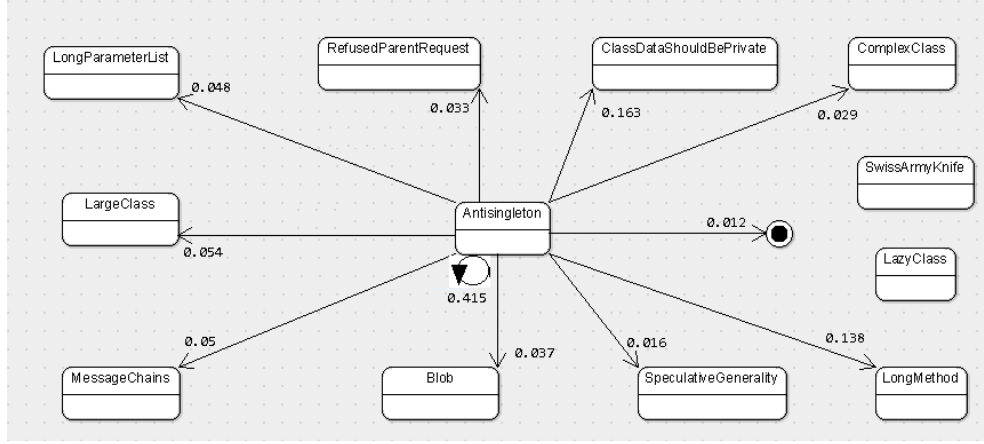 LongParameterList
RefusedParentRequest
ClassDataShouldBePrivate
ComplexClass
0.048
0.033
0.163
0.029
SwissArmyKnife
LargeClass
Antisingleton
0.012
0.054
LazyClass
0.415
0.05
0.037
0.016
0.138
MessageChains
Blob
SpeculativeGenerality
LongMethod